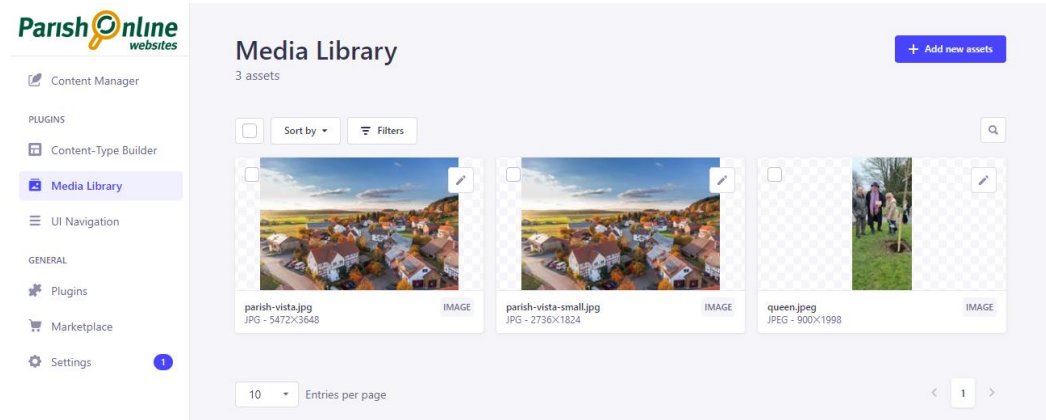 Parish Online
websites
Content Manager
PLUGINS
Content-Type Builder
Media Library
UI Navigation
GENERAL
Plugins
Marketplace
Settings 1
Media Library
3 assets
+ Add new assets
Sort by
Filters
parish-vista.jpg IMAGE
JPG - 5472×3648
parish-vista-small.jpg IMAGE
JPG - 2736×1824
queen.jpeg IMAGE
JPEG - 900×1998
10 Entries per page
1